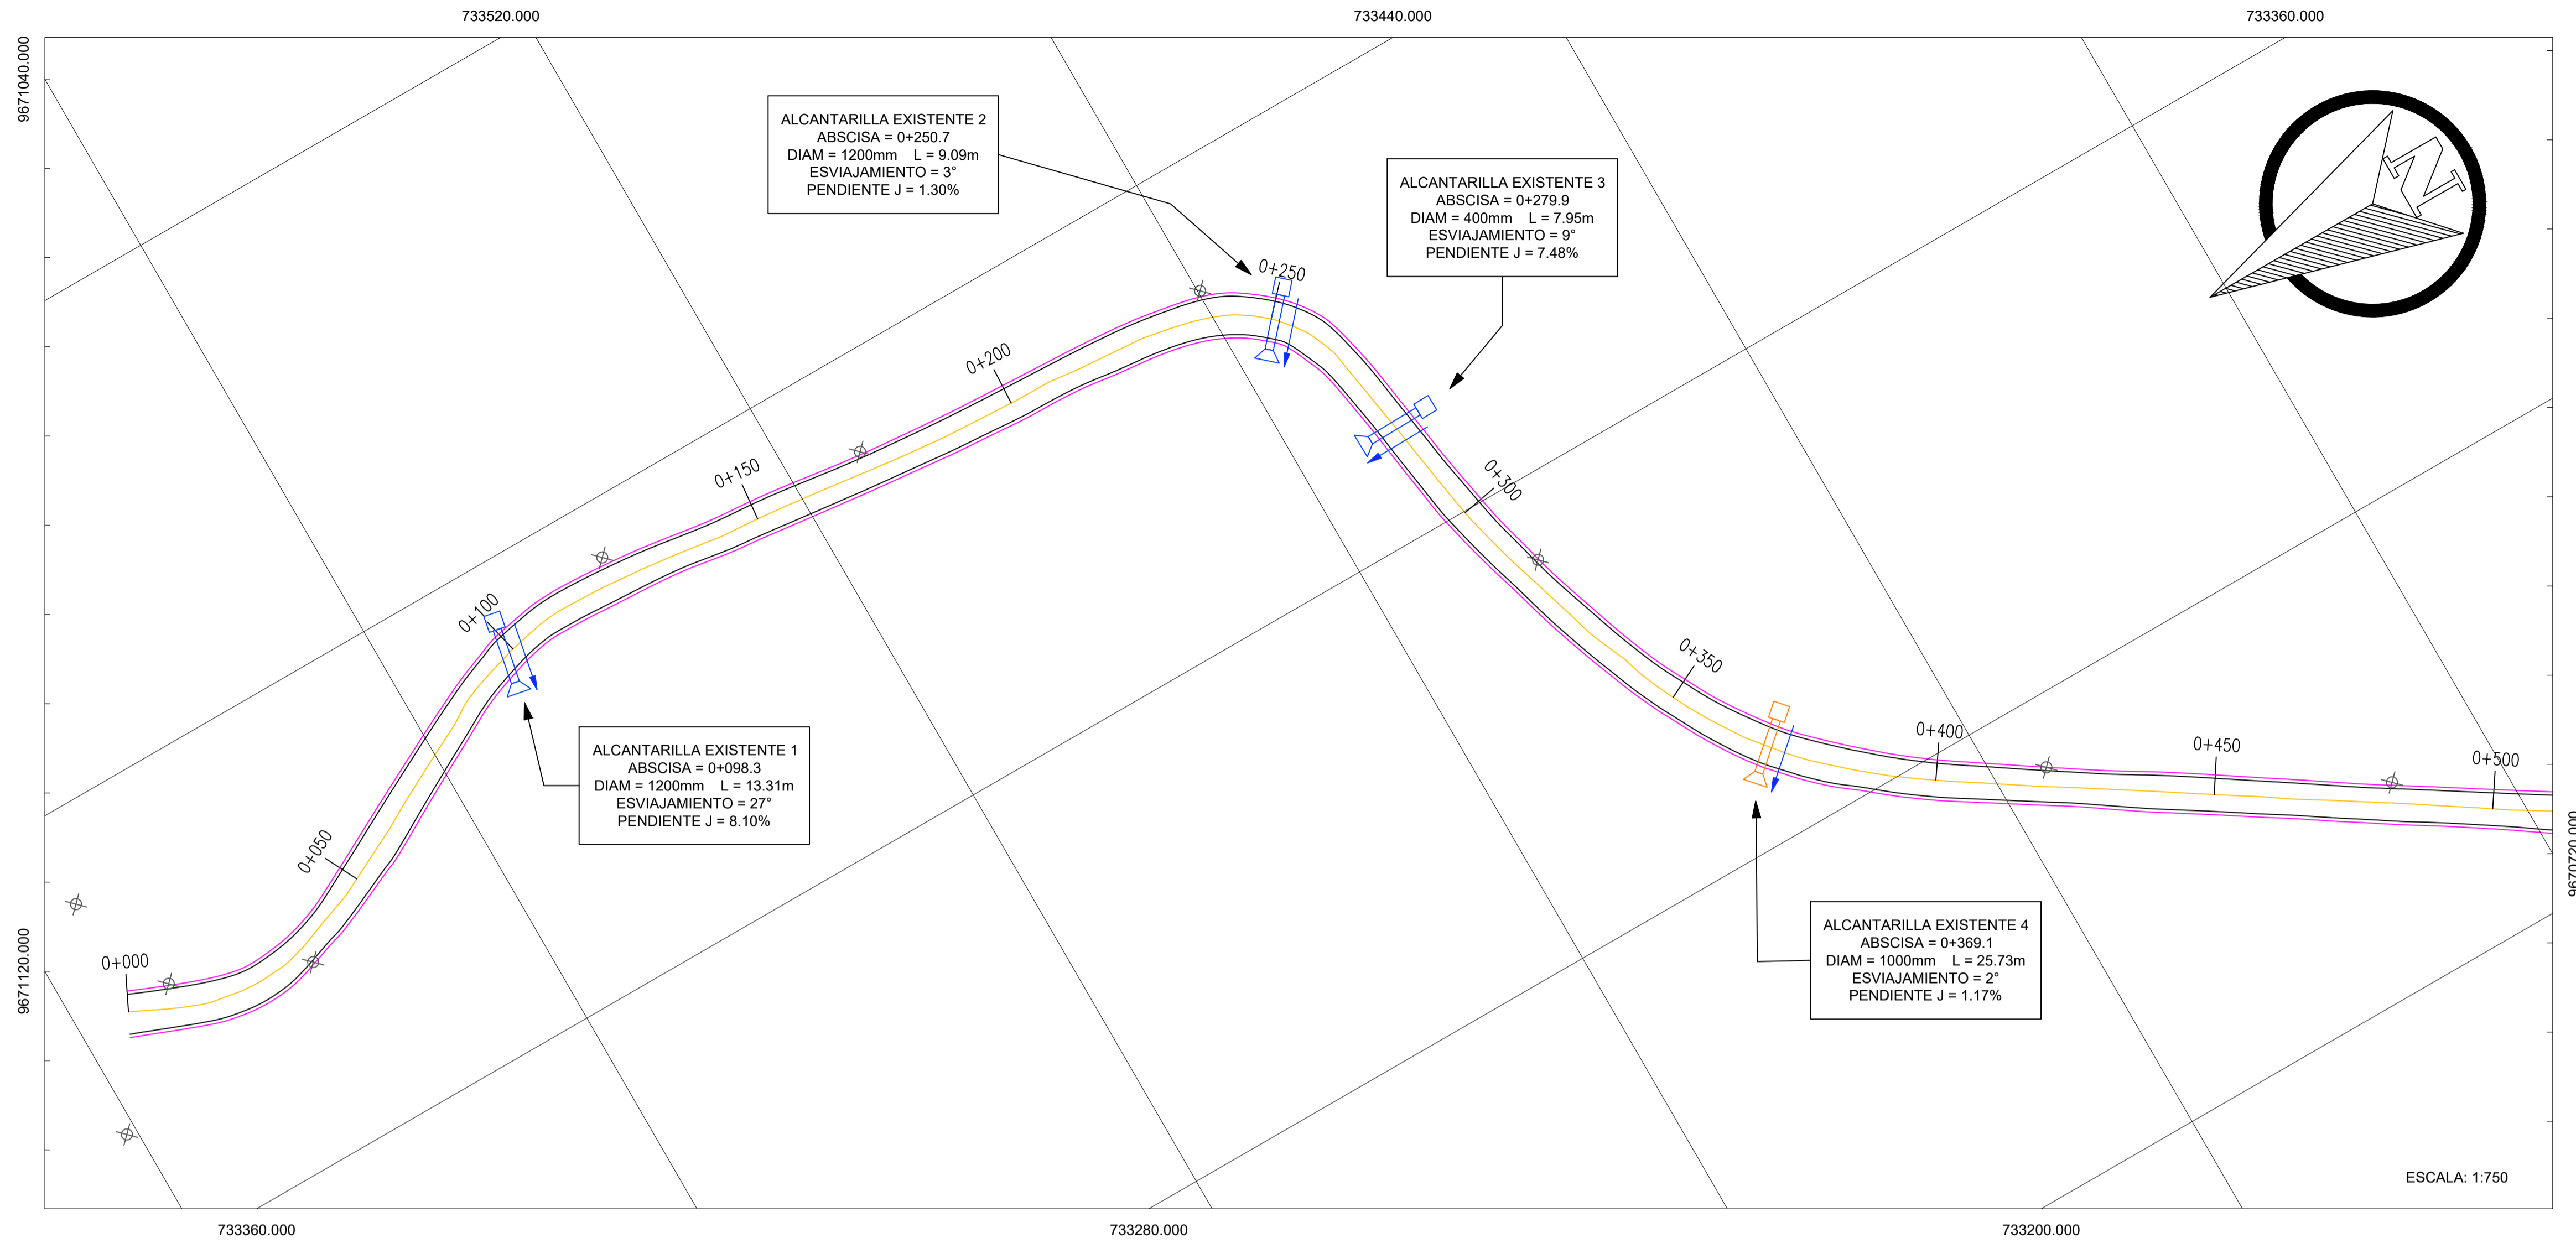 733520.000
733440.000
733360.000
9671040.000
ALCANTARILLA EXISTENTE 2
ABSCISA = 0+250.7
DIAM = 1200mm L = 9.09m
ESVIAJAMIENTO = 3°
PENDIENTE J = 1.30%
ALCANTARILLA EXISTENTE 3
ABSCISA = 0+279.9
DIAM = 400mm L = 7.95m
ESVIAJAMIENTO = 9°
PENDIENTE J = 7.48%
N
0+250
0+200
0+150
0+300
0+100
0+350
0+400
0+450
0+500
ALCANTARILLA EXISTENTE 1
ABSCISA = 0+098.3
DIAM = 1200mm L = 13.31m
ESVIAJAMIENTO = 27°
PENDIENTE J = 8.10%
0+050
9670720.000
0+000
9671120.000
ALCANTARILLA EXISTENTE 4
ABSCISA = 0+369.1
DIAM = 1000mm L = 25.73m
ESVIAJAMIENTO = 2°
PENDIENTE J = 1.17%
ESCALA: 1:750
733360.000
733280.000
733200.000